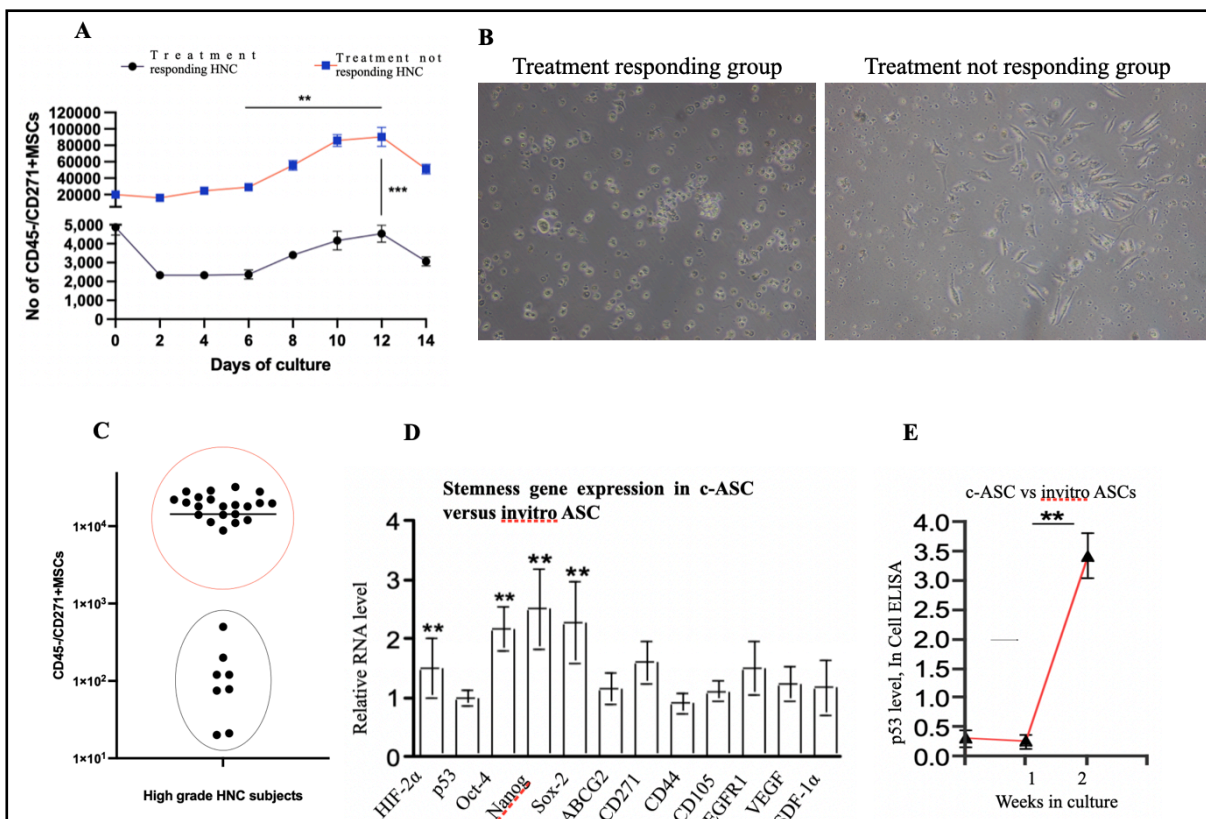 A
Treatment
responding HNC
Treatment not
responding HNC
**
120000
100000
80000
60000
40000
20000
5,000
4,000
3,000
2,000
1,000
0
***
No of CD45-/CD271+MSCs
0 2 4 6 8 10 12 14
Days of culture
B
Treatment responding group
Treatment not responding group
C
1×10⁴
1×10³
1×10²
1×10¹
CD45-/CD271+MSCs
High grade HNC subjects
D
Stemness gene expression in c-ASC
versus invitro ASC
4
3
2
1
0
Relative RNA level
** ** ** **
HIF-2α
p53
Oct-4
Nanog
Sox-2
ABCG2
CD271
CD44
CD105
EGFR1
VEGF
SDF-1α
E
c-ASC vs invitro ASCs
**
4.0
3.5
3.0
2.5
2.0
1.5
1.0
0.5
0.0
p53 level, In Cell ELISA
1 2
Weeks in culture